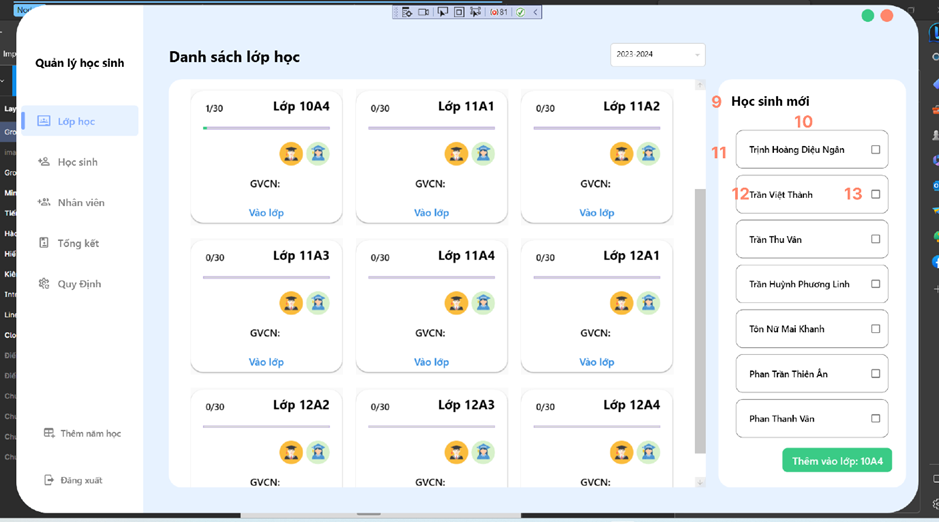 Quản lý học sinh
Lớp học
Học sinh
Nhân viên
Tổng kết
Quy Định
Thêm năm học
Đăng xuất
Danh sách lớp học
2023-2024
1/30 Lớp 10A4
GVCN:
Vào lớp
0/30 Lớp 11A1
GVCN:
Vào lớp
0/30 Lớp 11A2
GVCN:
Vào lớp
0/30 Lớp 11A3
GVCN:
Vào lớp
0/30 Lớp 11A4
GVCN:
Vào lớp
0/30 Lớp 12A1
GVCN:
Vào lớp
0/30 Lớp 12A2
GVCN:
0/30 Lớp 12A3
GVCN:
0/30 Lớp 12A4
GVCN:
9 Học sinh mới
10
11 Trịnh Hoàng Diệu Ngân
12 Trần Việt Thành 13
Trần Thu Vân
Trần Huỳnh Phương Linh
Tôn Nữ Mai Khanh
Phan Trần Thiên Ân
Phan Thanh Vân
Thêm vào lớp: 10A4